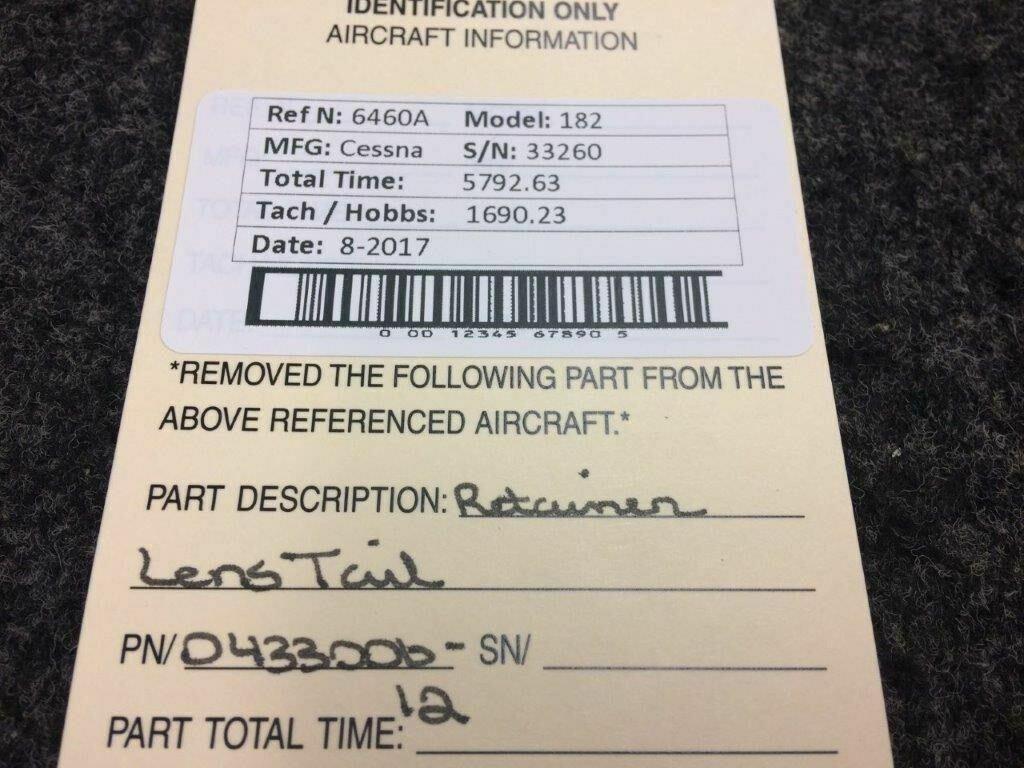 IDENTIFICATION ONLY
AIRCRAFT INFORMATION
Ref N: 6460A Model: 182
MFG: Cessna S/N: 33260
Total Time: 5792.63
Tach / Hobbs: 1690.23
Date: 8-2017
0 00 12345 67890 5
*REMOVED THE FOLLOWING PART FROM THE
ABOVE REFERENCED AIRCRAFT.*
PART DESCRIPTION: Retainer
Lens Tail
PN/ 0433006- SN/
12
PART TOTAL TIME: